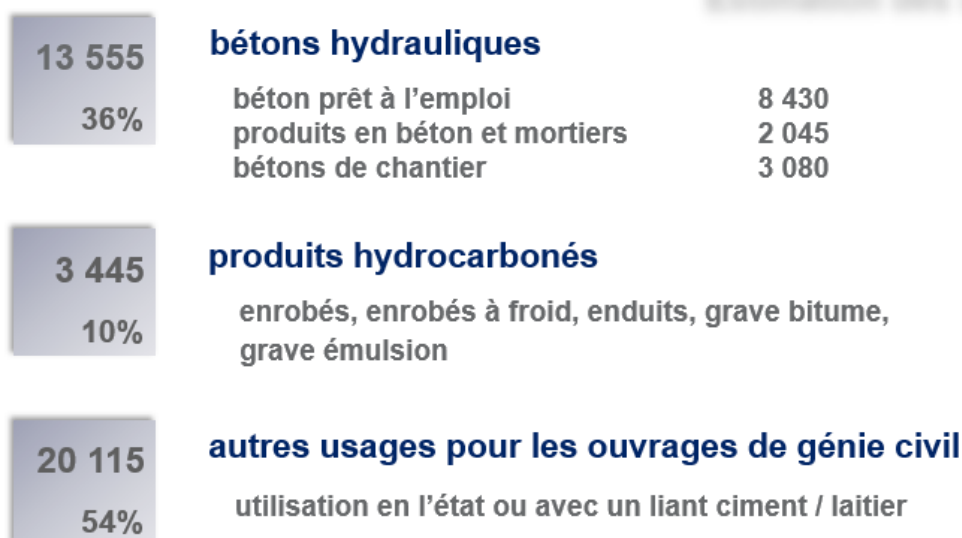 13 555
36%
bétons hydrauliques
béton prêt à l’emploi 8 430
produits en béton et mortiers 2 045
bétons de chantier 3 080
3 445
10%
produits hydrocarbonés
enrobés, enrobés à froid, enduits, grave bitume,
grave émulsion
20 115
54%
autres usages pour les ouvrages de génie civil
utilisation en l’état ou avec un liant ciment / laitier